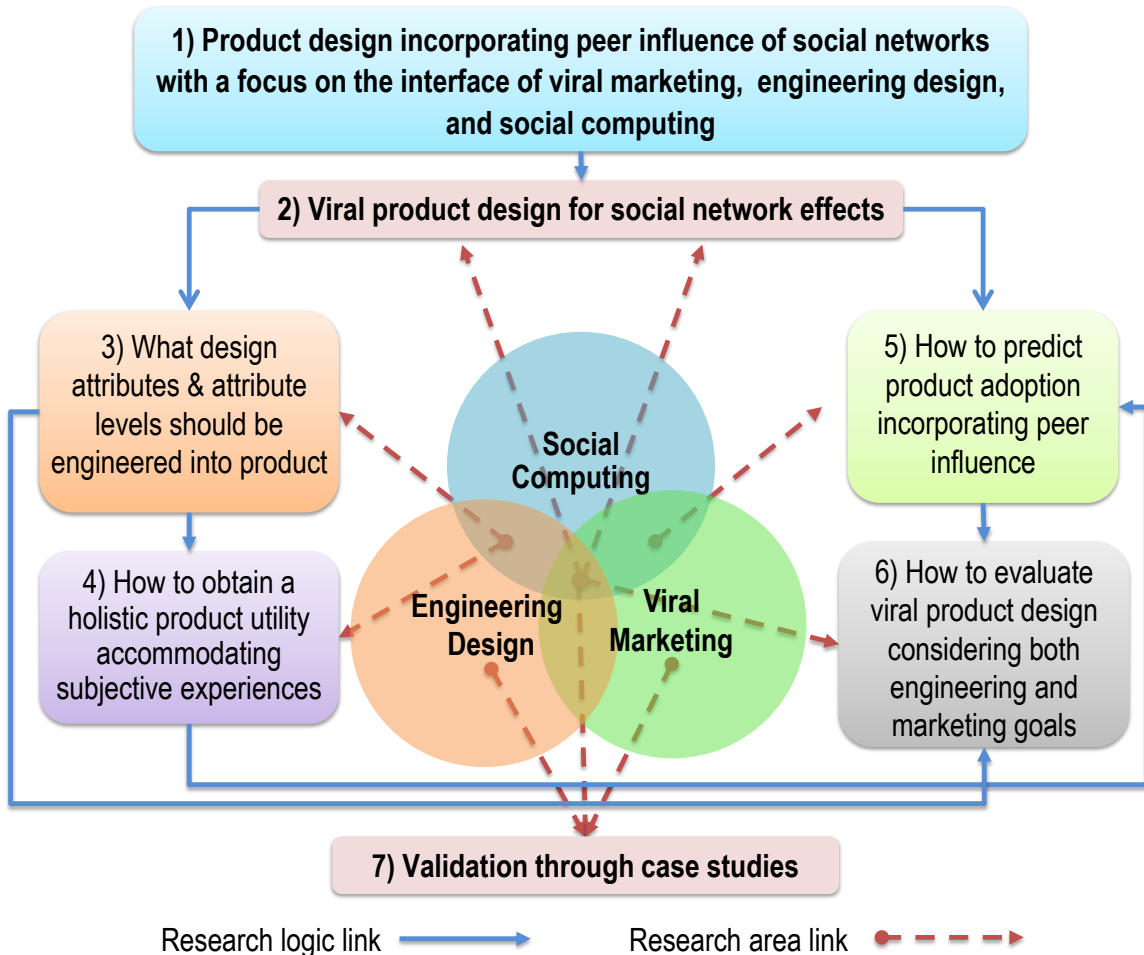 1) Product design incorporating peer influence of social networks
with a focus on the interface of viral marketing, engineering design,
and social computing
2) Viral product design for social network effects
3) What design
attributes & attribute
levels should be
engineered into product
5) How to predict
product adoption
incorporating peer
influence
Social
Computing
4) How to obtain a
holistic product utility
accommodating
subjective experiences
Engineering
Design
Viral
Marketing
6) How to evaluate
viral product design
considering both
engineering and
marketing goals
7) Validation through case studies
Research logic link
Research area link